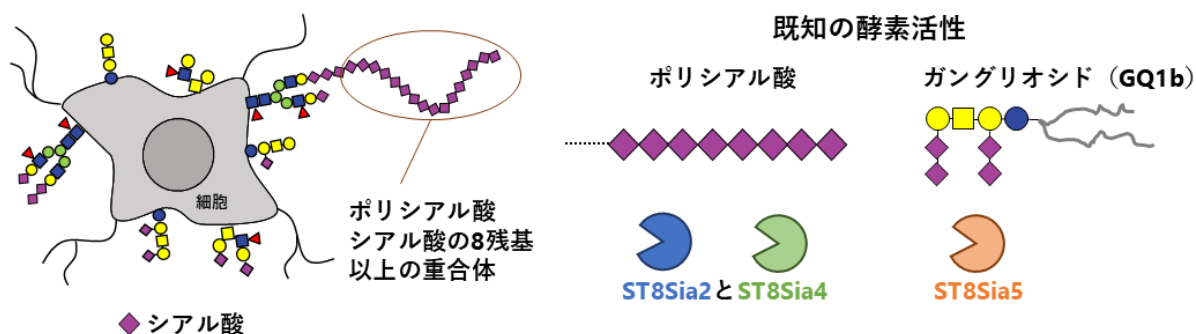 既知の酵素活性
ポリシアル酸
ガングリオシド（GQ1b）
細胞
ポリシアル酸
シアル酸の8残基
以上の重合体
ST8Sia2とST8Sia4
ST8Sia5
シアル酸